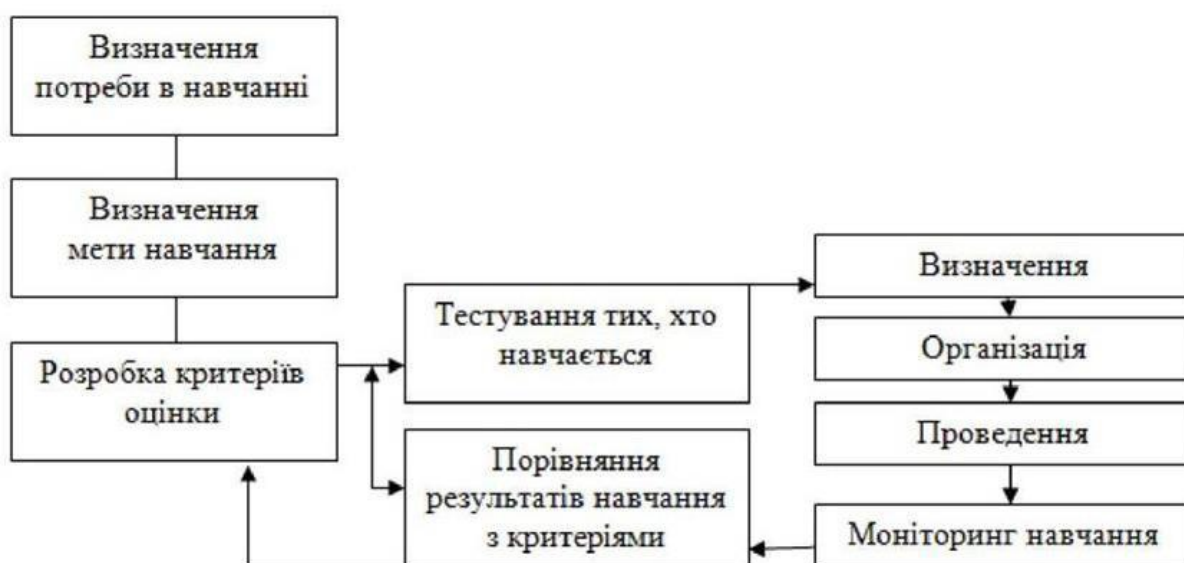 Визначення
потреби в навчанні
Визначення
мети навчання
Розробка критеріїв
оцінки
Тестування тих, хто
навчається
Порівняння
результатів навчання
з критеріями
Визначення
Організація
Проведення
Моніторинг навчання